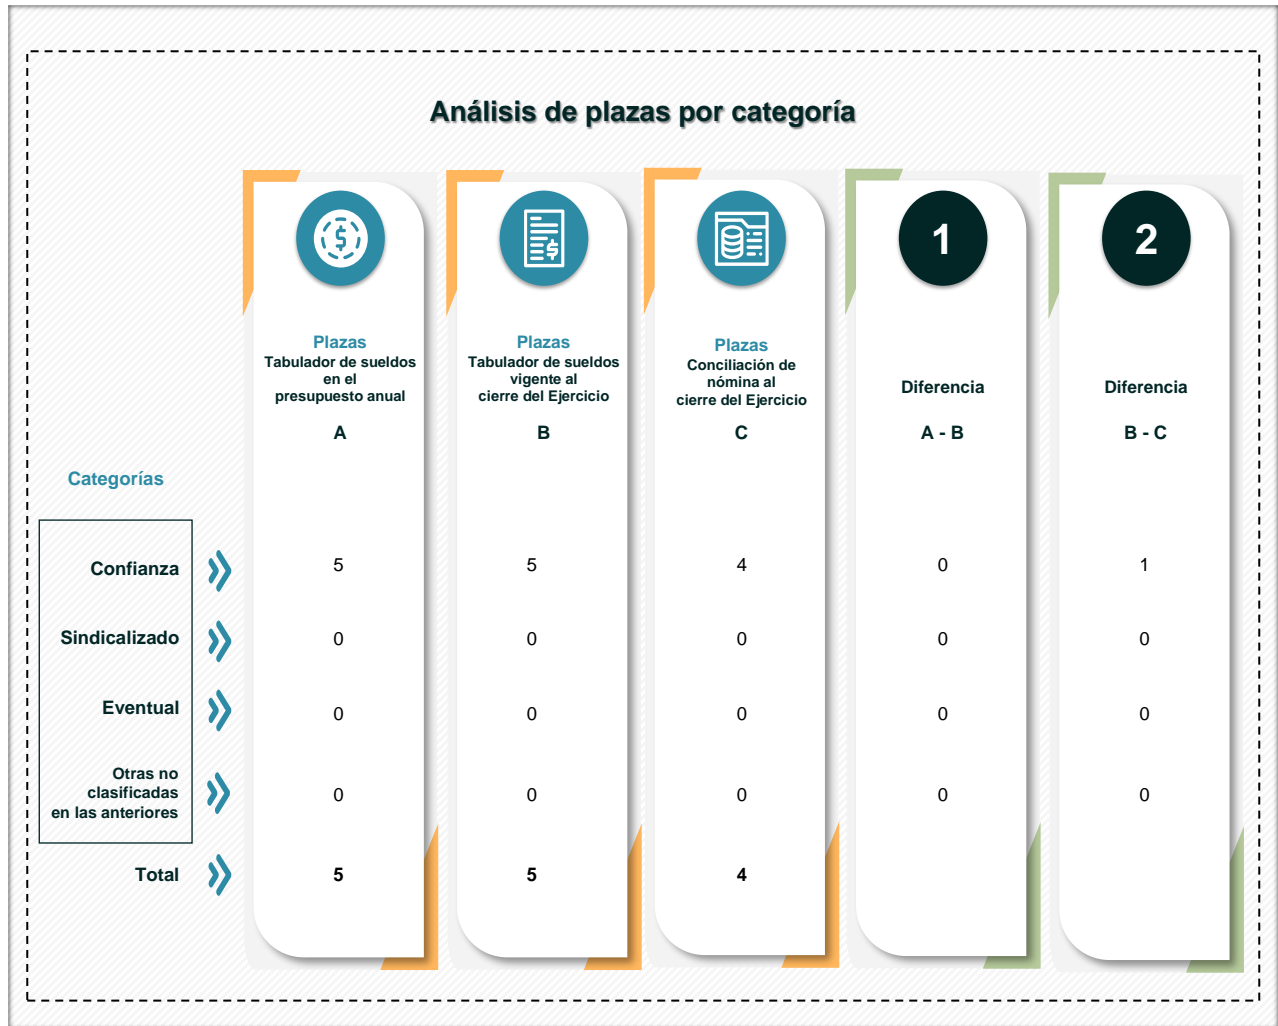 Análisis de plazas por categoría
1
2
Plazas
Tabulador de sueldos
en el
presupuesto anual
A
Plazas
Tabulador de sueldos
vigente al
cierre del Ejercicio
B
Plazas
Conciliación de
nómina al
cierre del Ejercicio
C
Diferencia
A - B
Diferencia
B - C
Categorías
Confianza 5 5 4 0 1
Sindicalizado 0 0 0 0 0
Eventual 0 0 0 0 0
Otras no
clasificadas
en las anteriores
0 0 0 0 0
Total 5 5 4